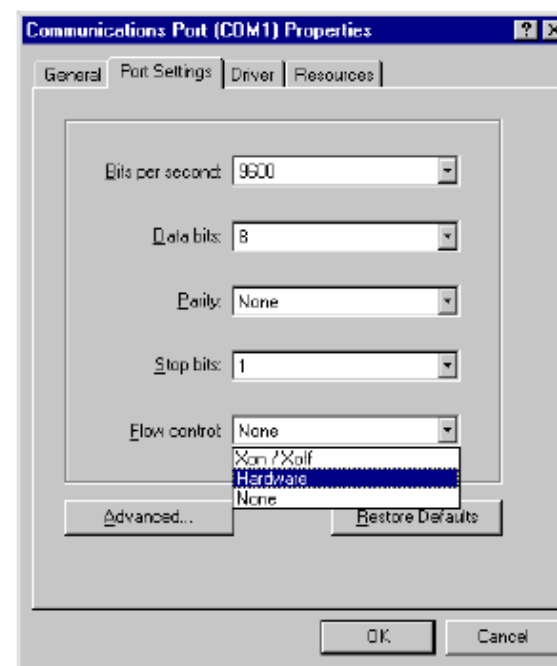 Communications Port (COM1) Properties
General Port Settings Driver Resources
Bits per second: 9600
Data bits: 8
Parity: None
Stop bits: 1
Flow control: None
Xon / Xoff
Hardware
None
Advanced... Restore Defaults
OK Cancel